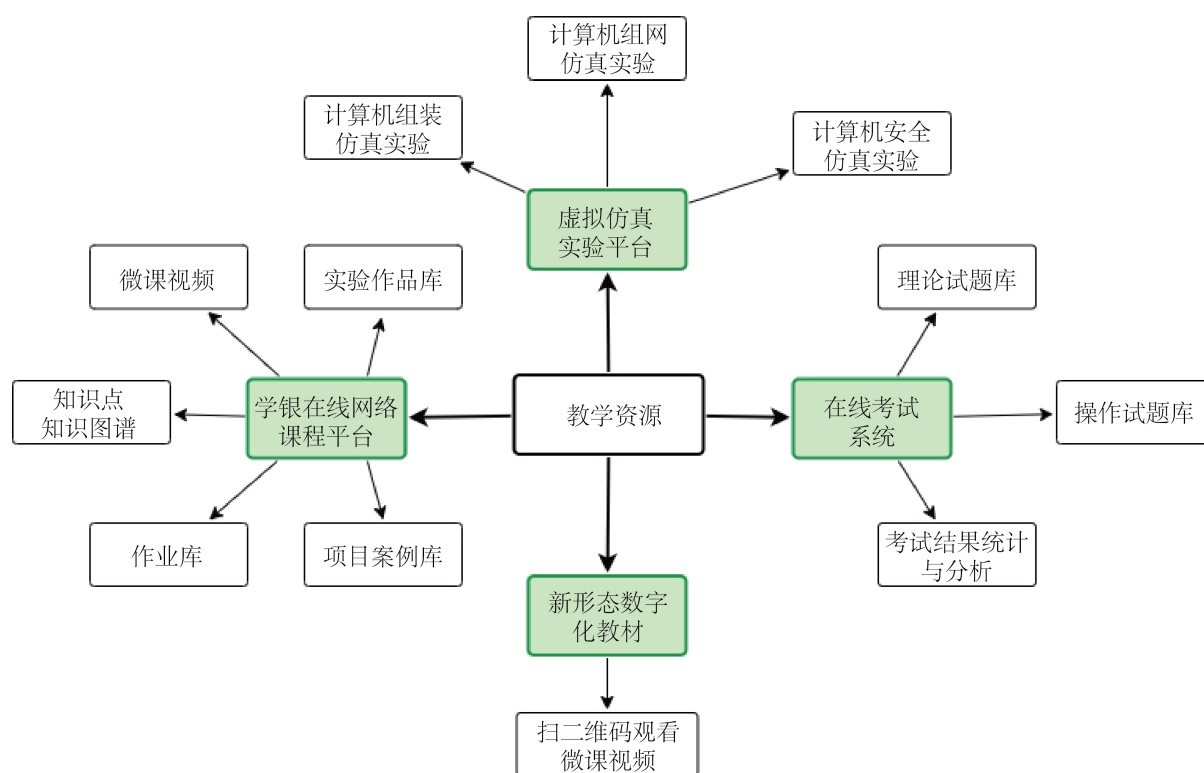 计算机组网
仿真实验
计算机组装
仿真实验
计算机安全
仿真实验
虚拟仿真
实验平台
微课视频
实验作品库
理论试题库
知识点
知识图谱
学银在线网络
课程平台
教学资源
在线考试
系统
操作试题库
作业库
项目案例库
考试结果统计
与分析
新形态数字
化教材
扫二维码观看
微课视频